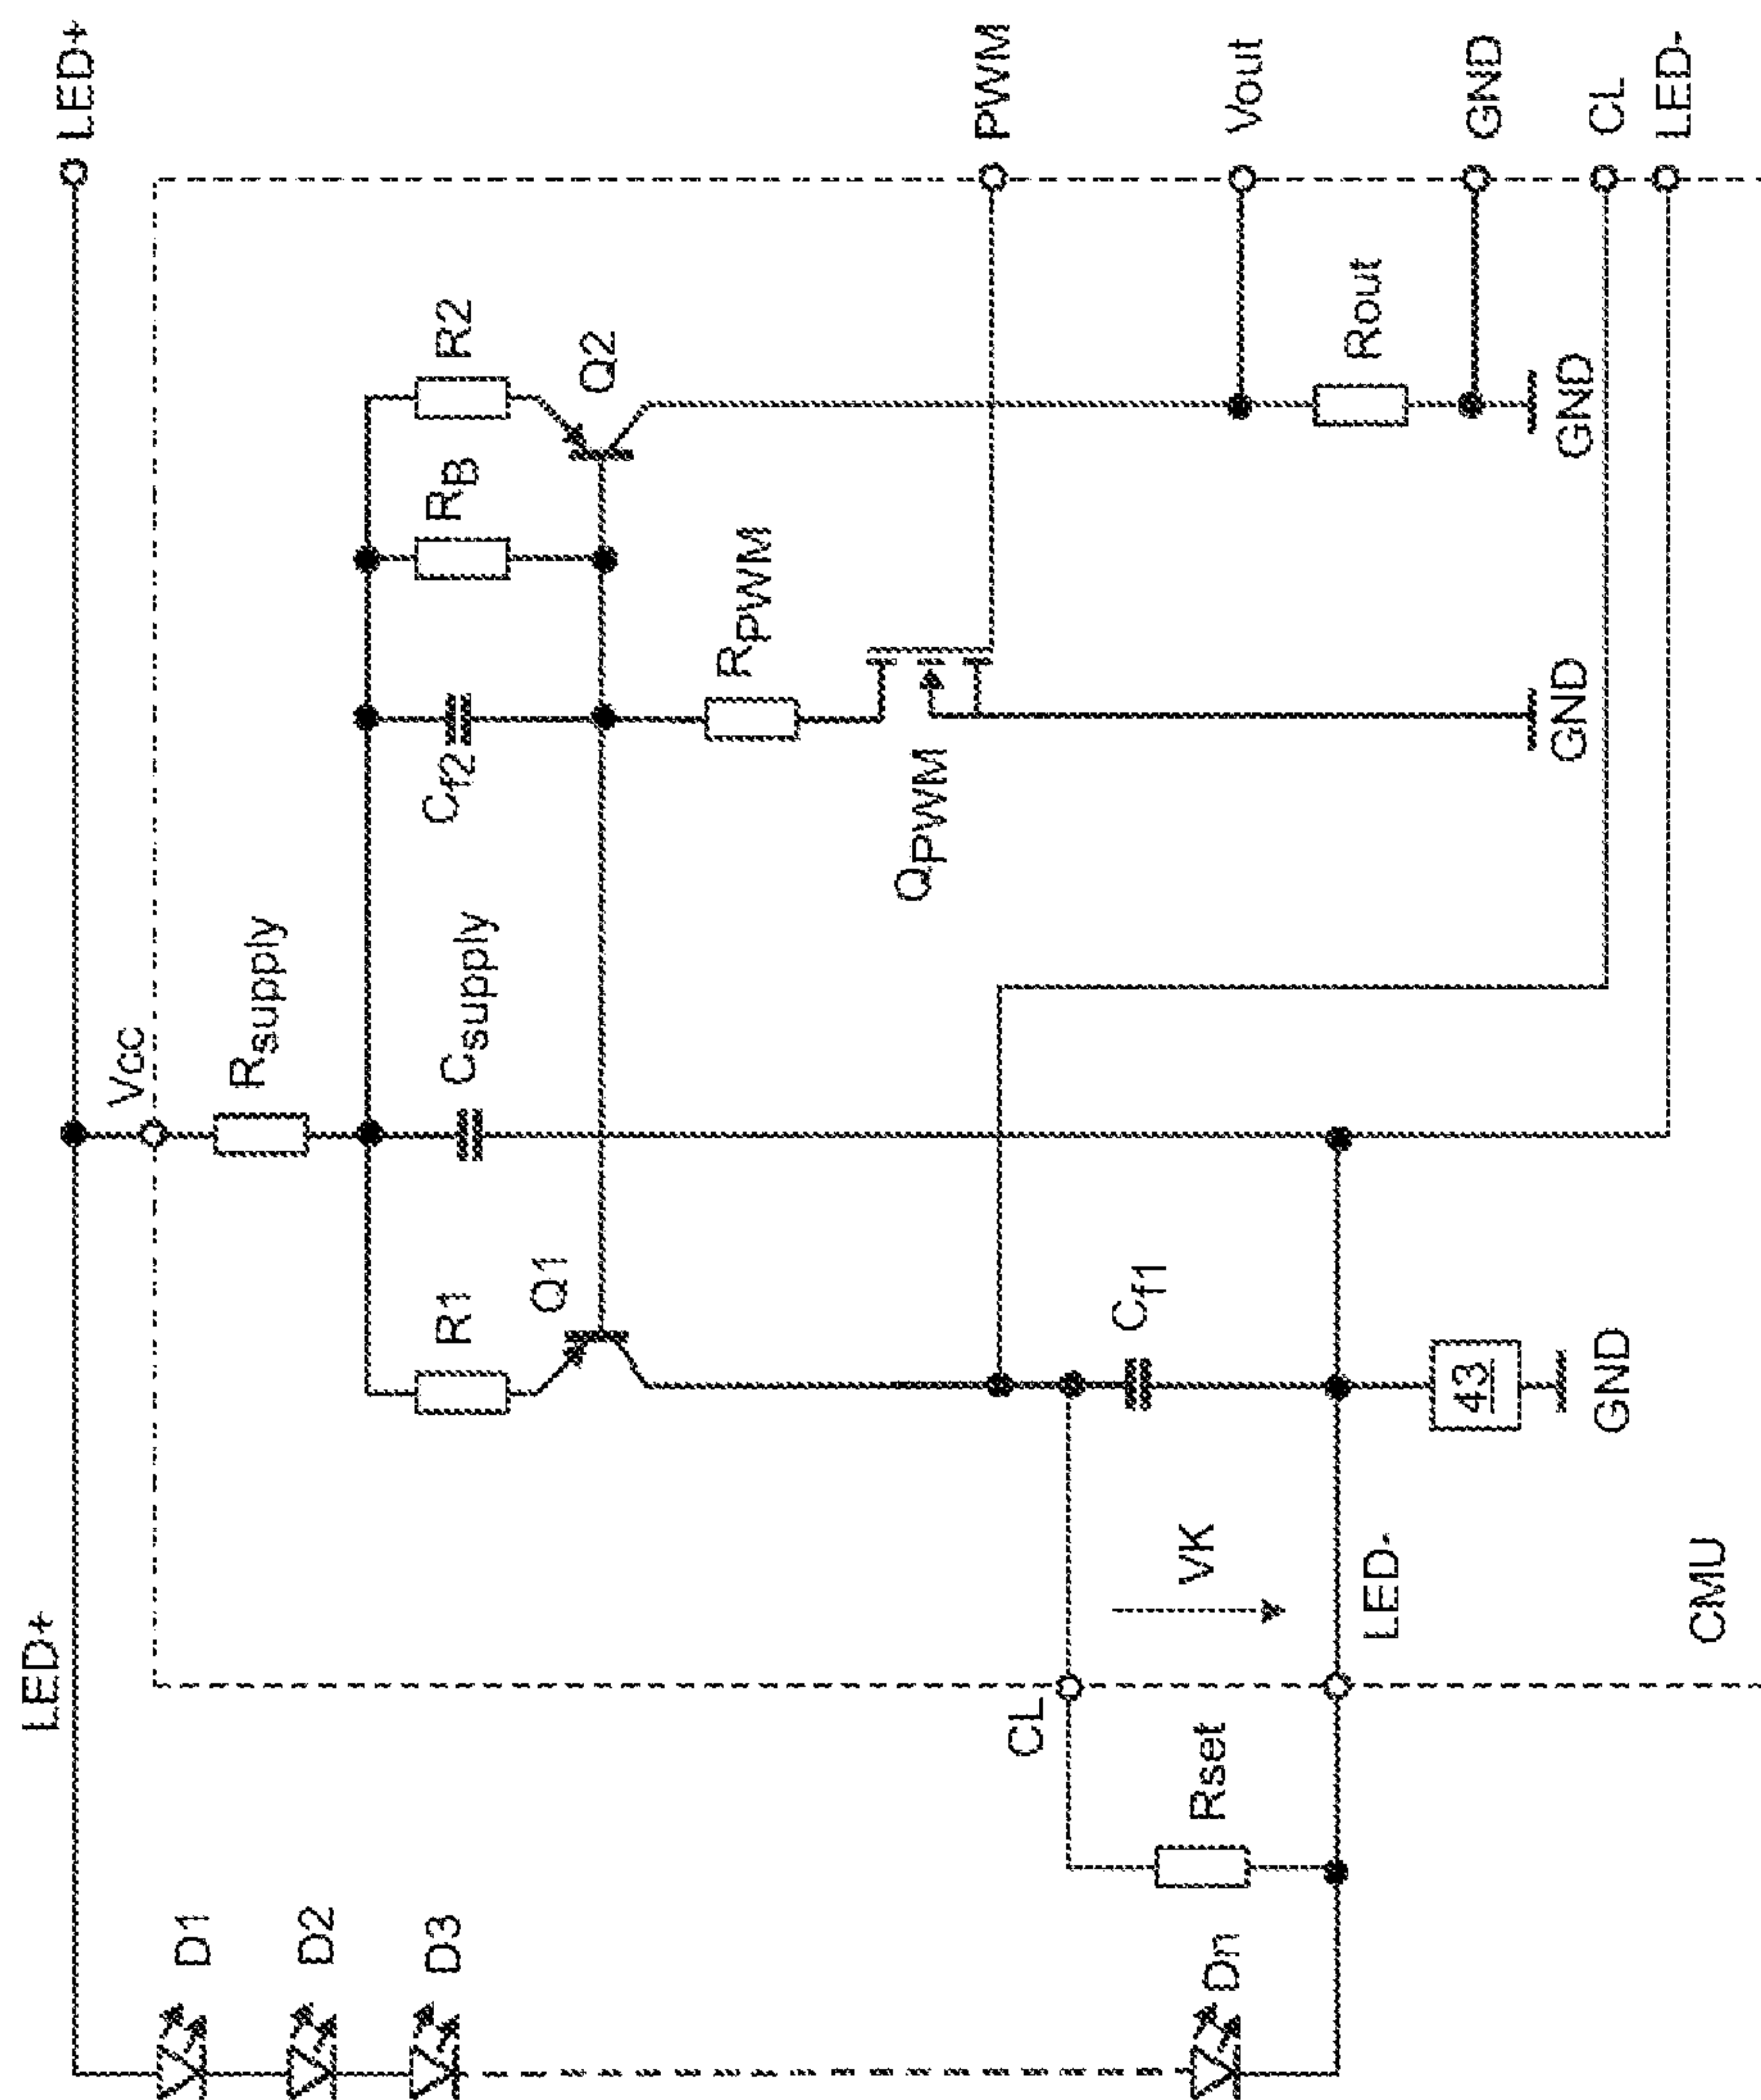 LED+
LED+
VCC
Rsupply
Csupply
Cf2
RB
R2
R1
Q1
Q2
RPWM
QPWM
PWM
Vout
Rout
GND
CL
LED-
GND
GND
Cf1
43
GND
VK
LED-
CMU
CL
Rset
D1
D2
D3
Dn